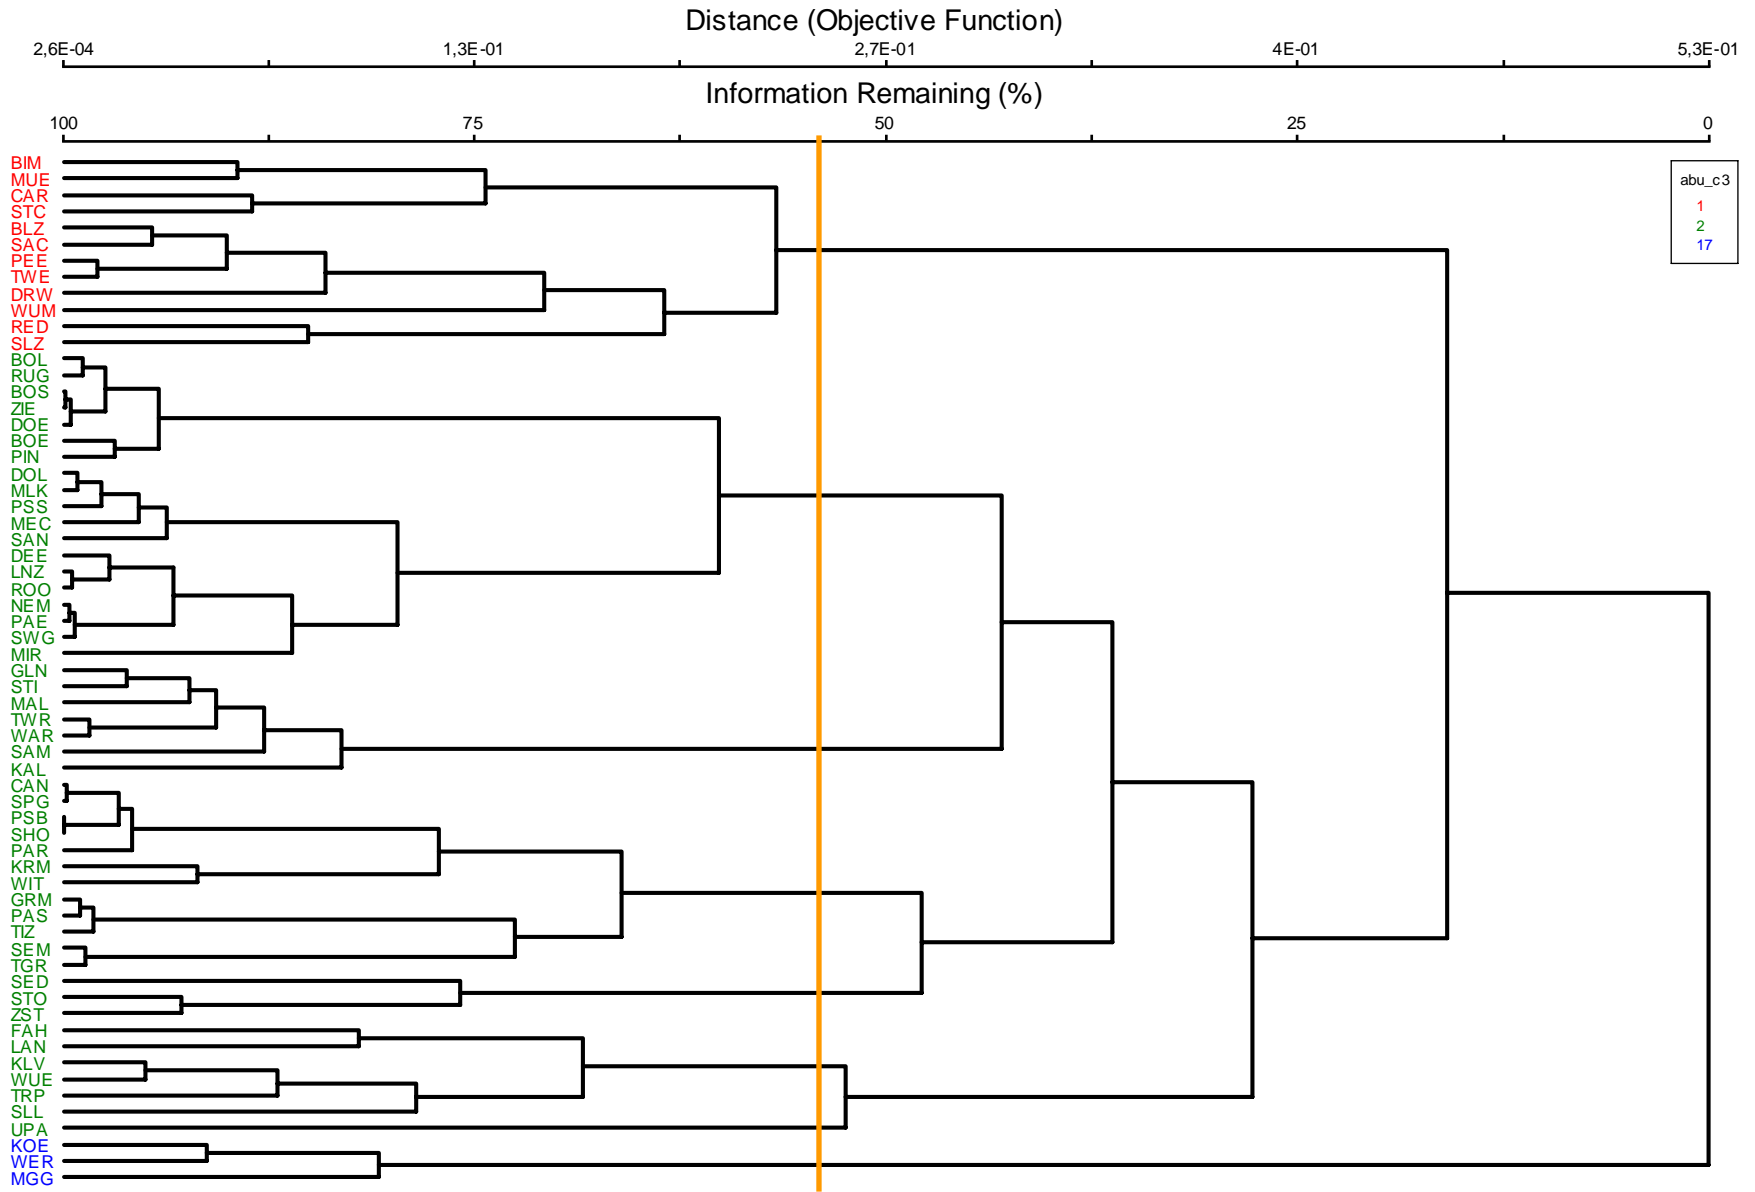 Distance (Objective Function)
2,6E-04 1,3E-01 2,7E-01 4E-01 5,3E-01
Information Remaining (%)
100 75 50 25 0
BIM
MUE
CAR
STC
BLZ
SAC
PEE
TWE
DRW
WUM
RED
SLZ
BOL
RUG
BOS
ZIE
DOE
BOE
PIN
DOL
MLK
PSS
MEC
SAN
DEE
LNZ
ROO
NEM
PAE
SWG
MIR
GLN
STI
MAL
TWR
WAR
SAM
KAL
CAN
SPG
PSB
SHO
PAR
KRM
WIT
GRM
PAS
TIZ
SEM
TGR
SED
STO
ZST
FAH
LAN
KLV
WUE
TRP
SLL
UPA
KOE
WER
MGG
abu_c3
1
2
17